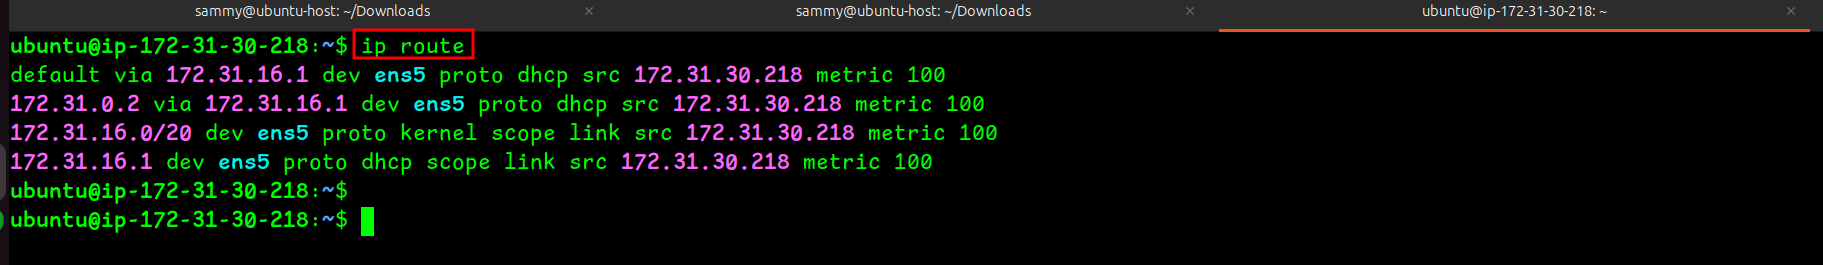 sammy@ubuntu-host: ~/Downloads × sammy@ubuntu-host: ~/Downloads × ubuntu@ip-172-31-30-218: ~ ×
ubuntu@ip-172-31-30-218:~$ ip route
default via 172.31.16.1 dev ens5 proto dhcp src 172.31.30.218 metric 100
172.31.0.2 via 172.31.16.1 dev ens5 proto dhcp src 172.31.30.218 metric 100
172.31.16.0/20 dev ens5 proto kernel scope link src 172.31.30.218 metric 100
172.31.16.1 dev ens5 proto dhcp scope link src 172.31.30.218 metric 100
ubuntu@ip-172-31-30-218:~$
ubuntu@ip-172-31-30-218:~$